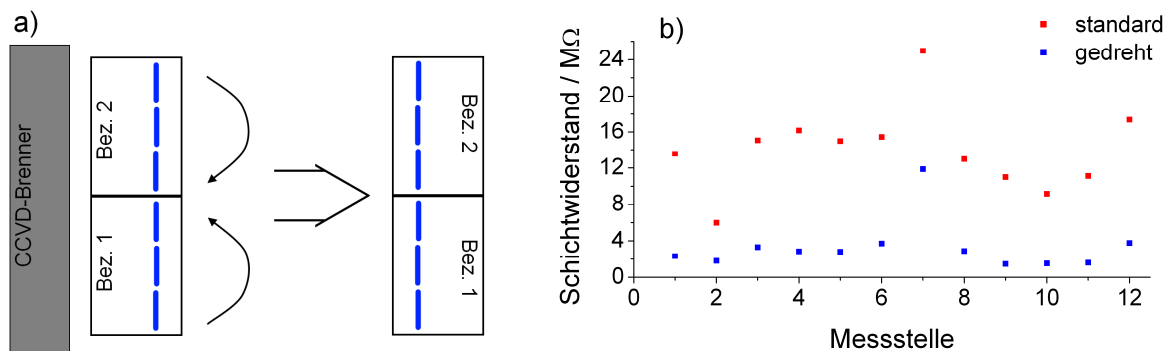 a)
CCVD-Brenner
Bez. 2
Bez. 1
Bez. 2
Bez. 1
b)
standard
gedreht
Schichtwiderstand / MΩ
24
20
16
12
8
4
0
0 2 4 6 8 10 12
Messstelle